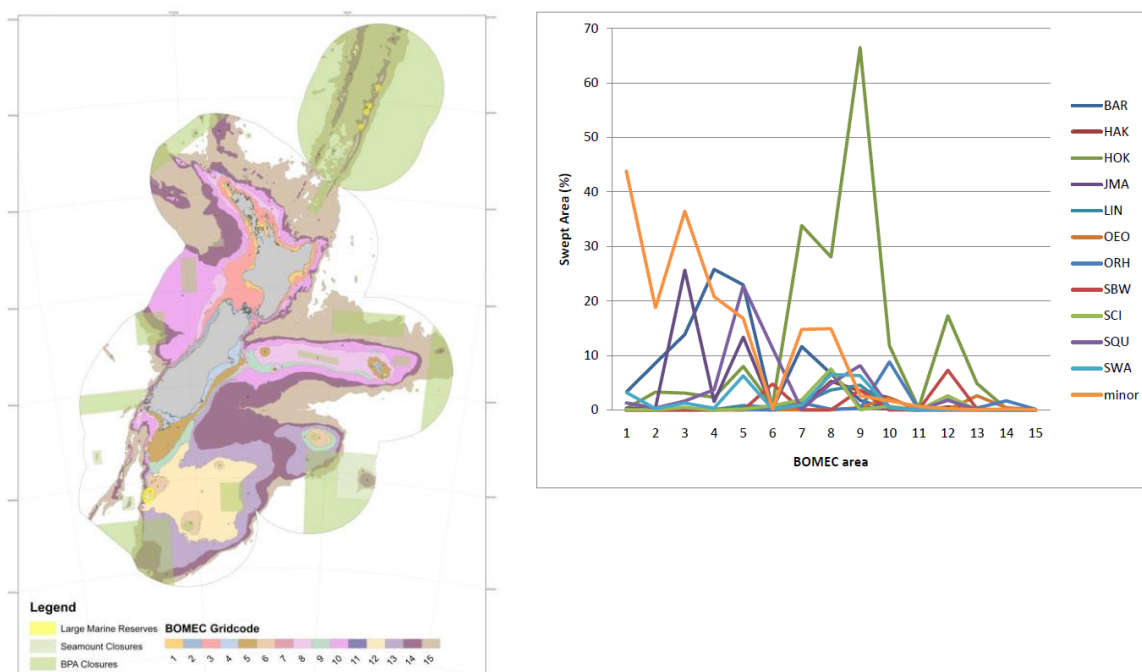 Legend
Large Marine Reserves
Seamount Closures
BPA Closures
BOMEC Gridcode
1 2 3 4 5 6 7 8 9 10 11 12 13 14 15
70
60
50
40
30
20
10
0
Swept Area (%)
1 2 3 4 5 6 7 8 9 10 11 12 13 14 15
BOMEC area
BAR
HAK
HOK
JMA
LIN
OEO
ORH
SBW
SCI
SQU
SWA
minor